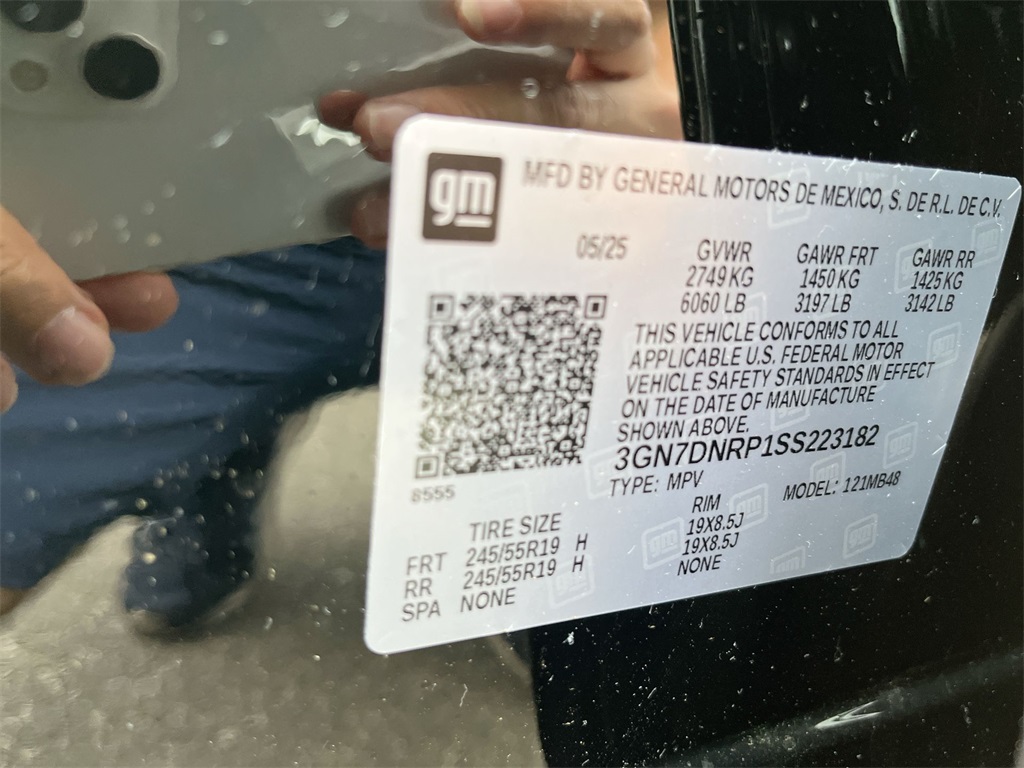 gm
MFD BY GENERAL MOTORS DE MEXICO, S. DE R.L. DE C.V.
05/25 GVWR GAWR FRT GAWR RR
2749 KG 1450 KG 1425 KG
6060 LB 3197 LB 3142 LB
THIS VEHICLE CONFORMS TO ALL
APPLICABLE U.S. FEDERAL MOTOR
VEHICLE SAFETY STANDARDS IN EFFECT
ON THE DATE OF MANUFACTURE
SHOWN ABOVE.
3GN7DNRP1SS223182
TYPE: MPV MODEL: 121MB48
8555
TIRE SIZE RIM
FRT 245/55R19 H 19X8.5J
RR 245/55R19 H 19X8.5J
SPA NONE NONE